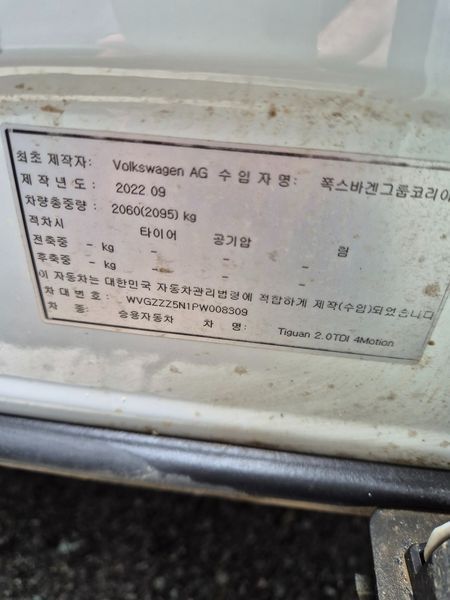 최초 제작자: Volkswagen AG 수 입 자 명: 폭스바겐그룹코리아
제 작 년 도 : 2022 09
차량총중량 : 2060(2095) kg
적차시 타이어 공기압 림
전축중 - kg - - -
후축중 - kg - - -
이 자동차는 대한민국 자동차관리법령에 적합하게 제작(수입)되었습니다
차 대 번 호 : WVGZZZ5N1PW008309
차 종: 승용자동차 차 명: Tiguan 2.0TDI 4Motion